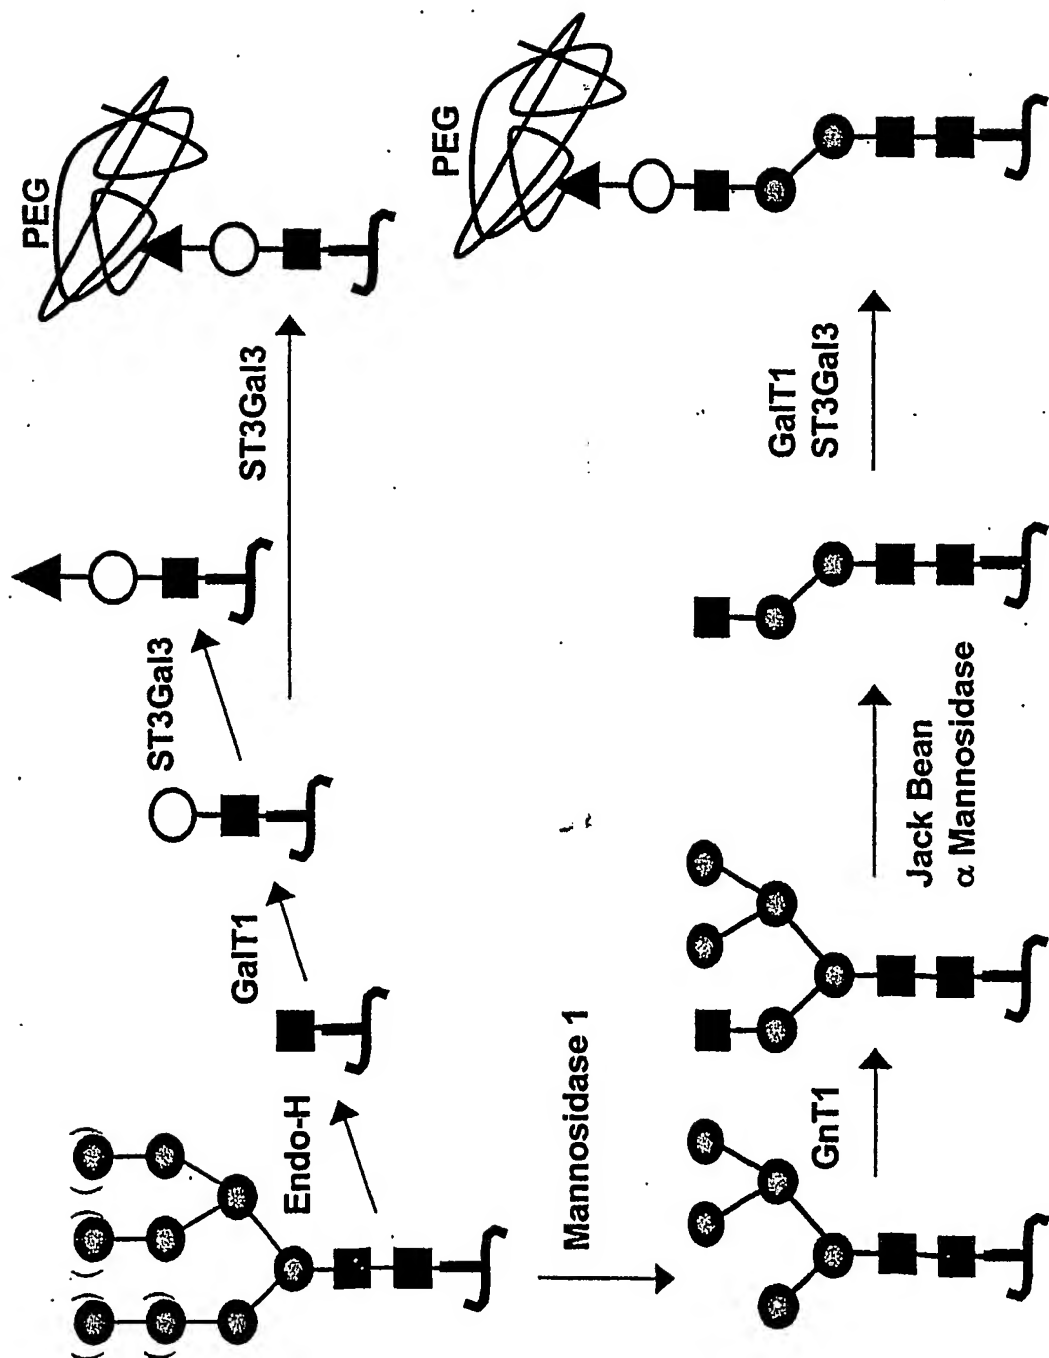 Endo-H
GalT1
ST3Gal3
ST3Gal3
PEG
Mannosidase 1
GnT1
Jack Bean
α Mannosidase
GalT1
ST3Gal3
PEG